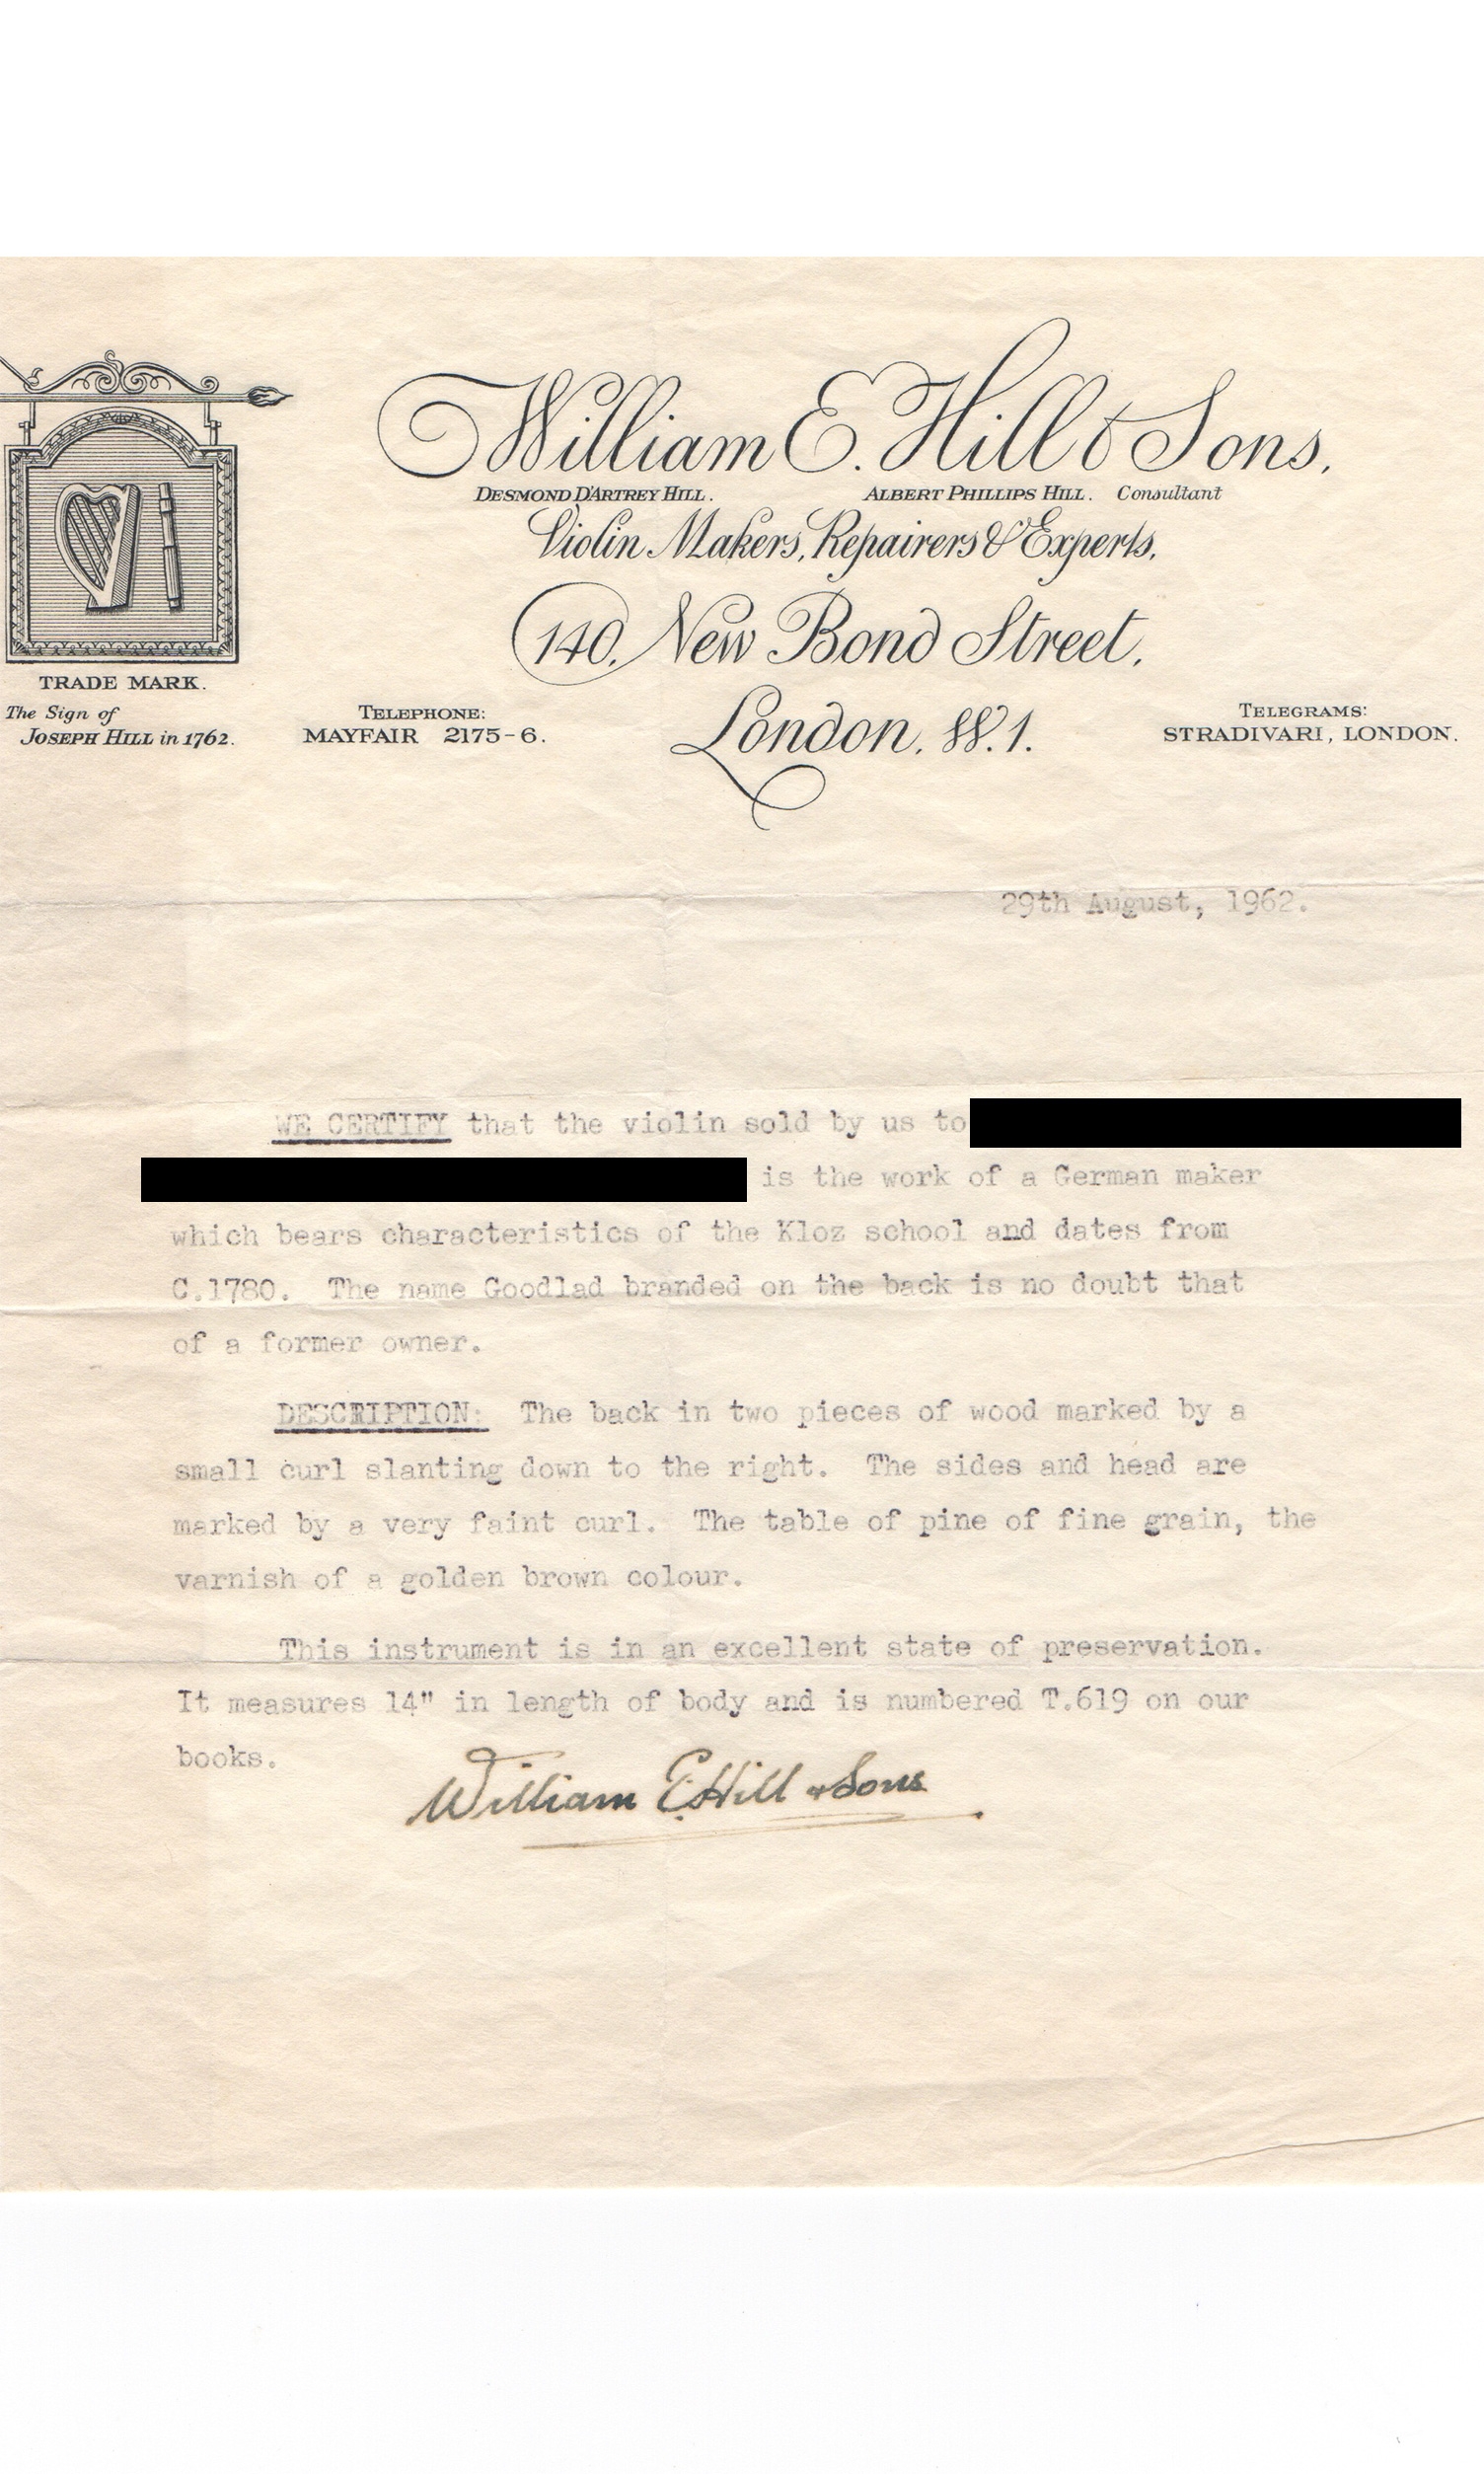 William E. Hill & Sons,
DESMOND D'ARTREY HILL. ALBERT PHILLIPS HILL. Consultant
Violin Makers, Repairers & Experts,
140, New Bond Street,
London, W.1.
TRADE MARK.
The Sign of
JOSEPH HILL in 1762.
TELEPHONE:
MAYFAIR 2175-6.
TELEGRAMS:
STRADIVARI, LONDON.
29th August, 1962.
WE CERTIFY that the violin sold by us to
is the work of a German maker
which bears characteristics of the Kloz school and dates from
C.1780. The name Goodlad branded on the back is no doubt that
of a former owner.
DESCRIPTION: The back in two pieces of wood marked by a
small curl slanting down to the right. The sides and head are
marked by a very faint curl. The table of pine of fine grain, the
varnish of a golden brown colour.
This instrument is in an excellent state of preservation.
It measures 14" in length of body and is numbered T.619 on our
books.
William E. Hill & Sons